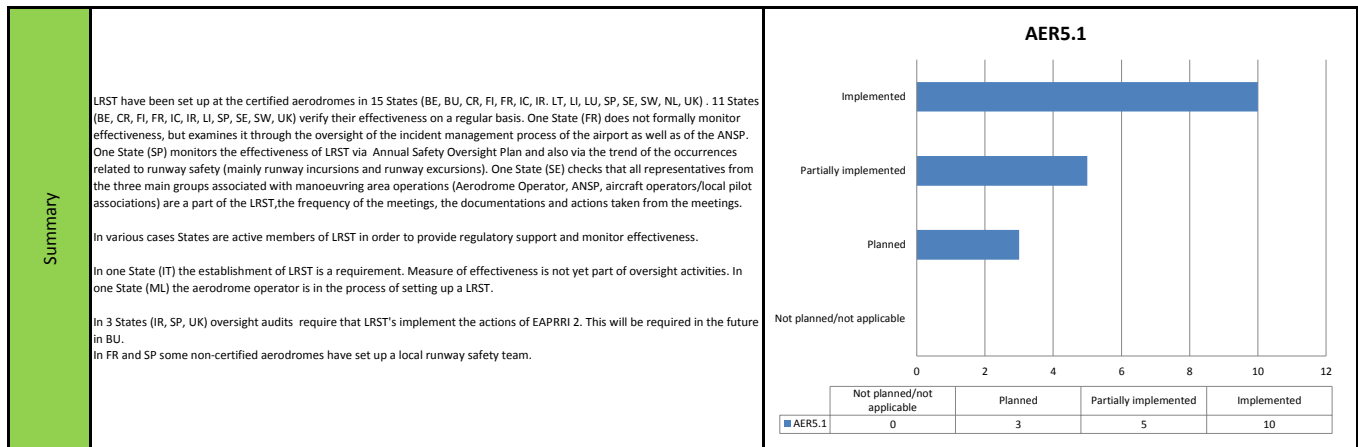 Summary
LRST have been set up at the certified aerodromes in 15 States (BE, BU, CR, FI, FR, IC, IR. LT, LI, LU, SP, SE, SW, NL, UK) . 11 States
(BE, CR, FI, FR, IC, IR, LI, SP, SE, SW, UK) verify their effectiveness on a regular basis. One State (FR) does not formally monitor
effectiveness, but examines it through the oversight of the incident management process of the airport as well as of the ANSP.
One State (SP) monitors the effectiveness of LRST via  Annual Safety Oversight Plan and also via the trend of the occurrences
related to runway safety (mainly runway incursions and runway excursions). One State (SE) checks that all representatives from
the three main groups associated with manoeuvring area operations (Aerodrome Operator, ANSP, aircraft operators/local pilot
associations) are a part of the LRST,the frequency of the meetings, the documentations and actions taken from the meetings.
In various cases States are active members of LRST in order to provide regulatory support and monitor effectiveness.
In one State (IT) the establishment of LRST is a requirement. Measure of effectiveness is not yet part of oversight activities. In
one State (ML) the aerodrome operator is in the process of setting up a LRST.
In 3 States (IR, SP, UK) oversight audits  require that LRST's implement the actions of EAPRRI 2. This will be required in the future
in BU.
In FR and SP some non-certified aerodromes have set up a local runway safety team.
AER5.1
Implemented
Partially implemented
Planned
Not planned/not applicable
0 2 4 6 8 10 12
Not planned/not
applicable
Planned
Partially implemented
Implemented
AER5.1 0 3 5 10